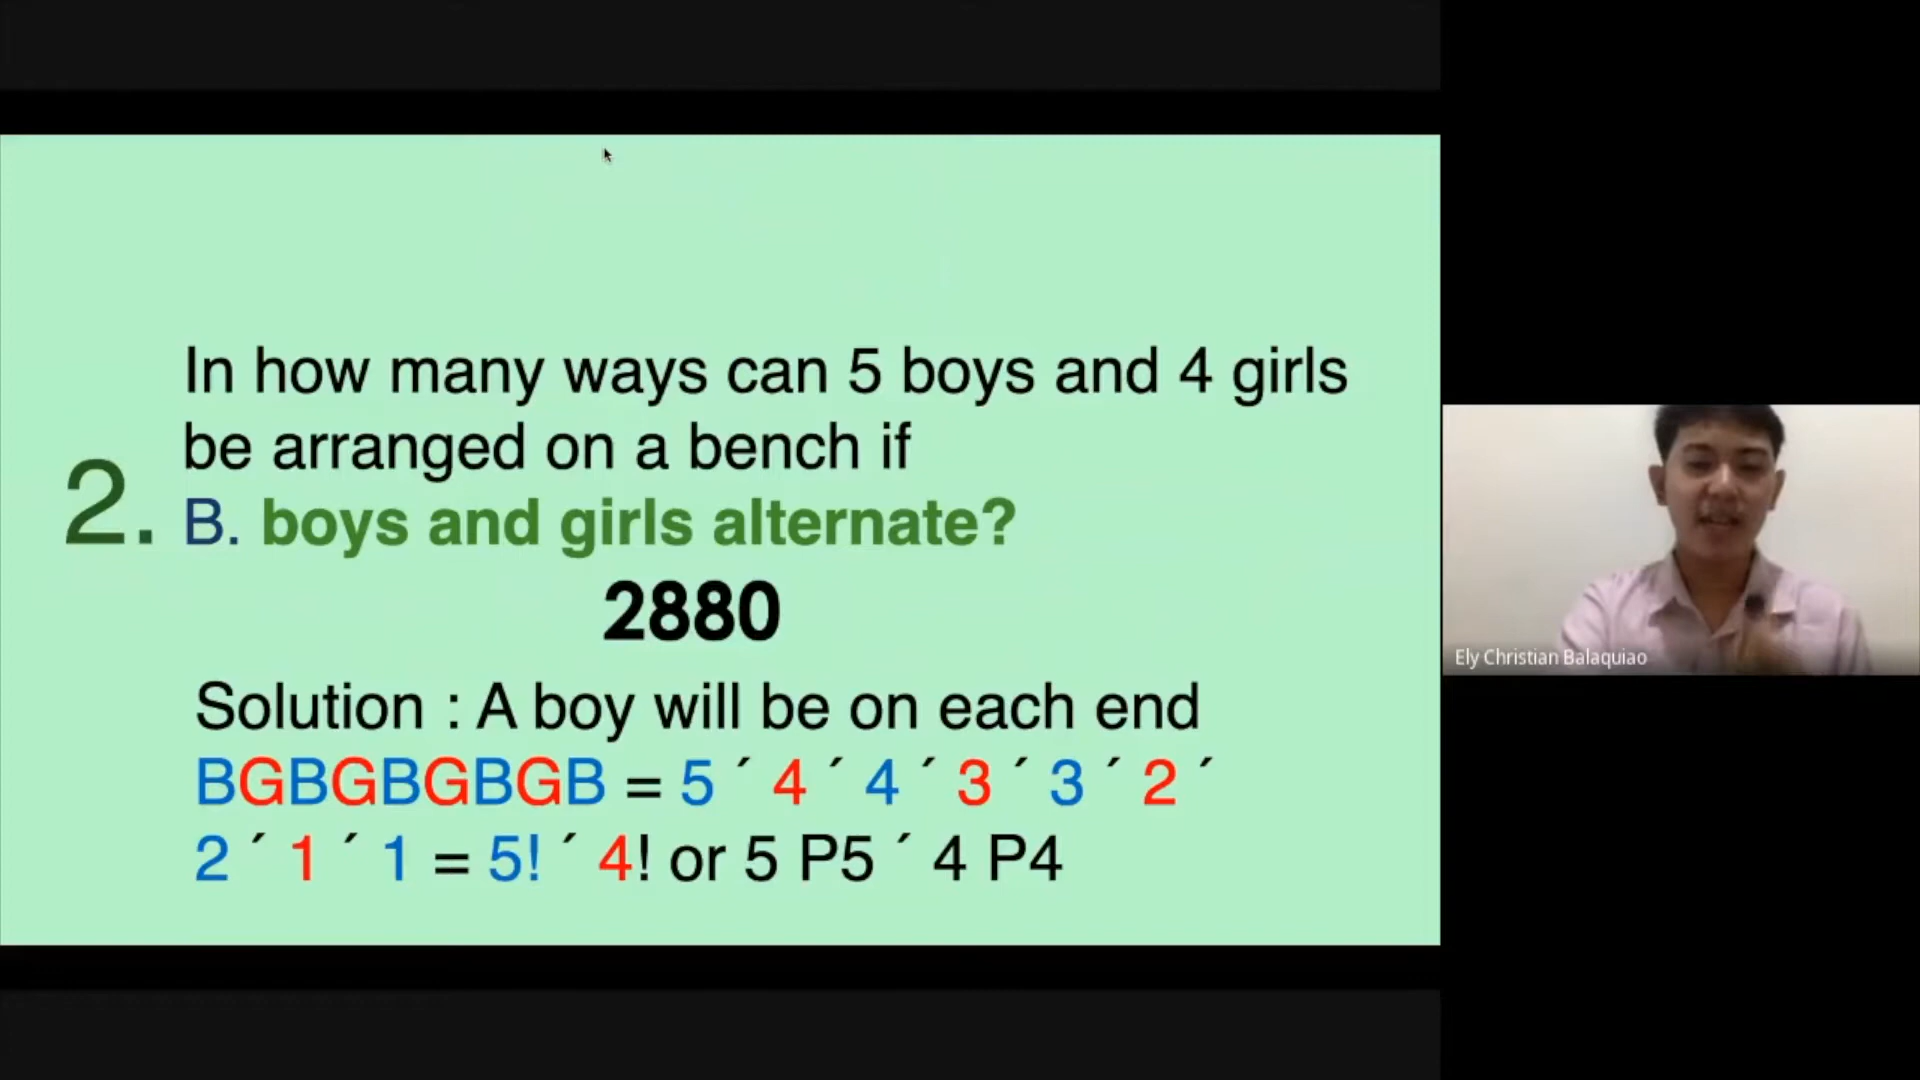 In how many ways can 5 boys and 4 girls
be arranged on a bench if
2. B. boys and girls alternate?
2880
Solution : A boy will be on each end
BGBGBGBGB = 5 ´ 4 ´ 4 ´ 3 ´ 3 ´ 2 ´
2 ´ 1 ´ 1 = 5! ´ 4! or 5 P5 ´ 4 P4
Ely Christian Balaquiao